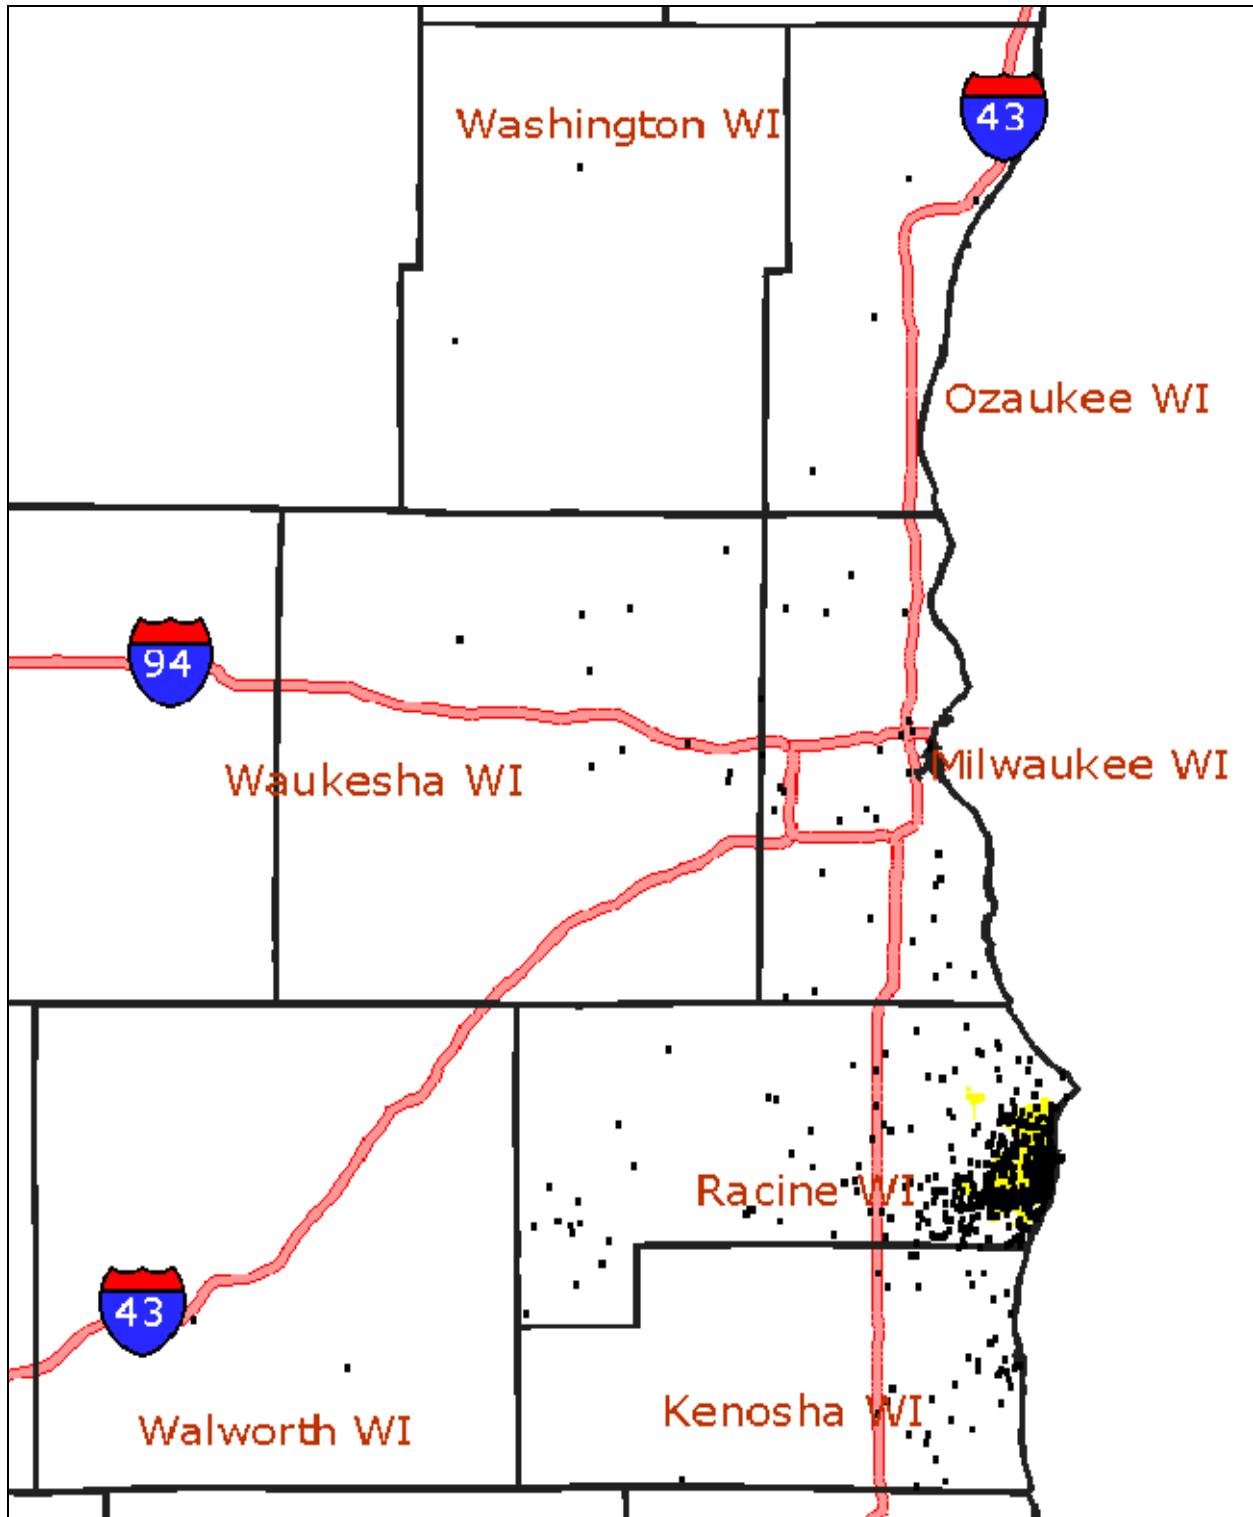 Washington WI
43
Ozaukee WI
94
Waukesha WI
Milwaukee WI
Racine WI
43
Kenosha WI
Walworth WI